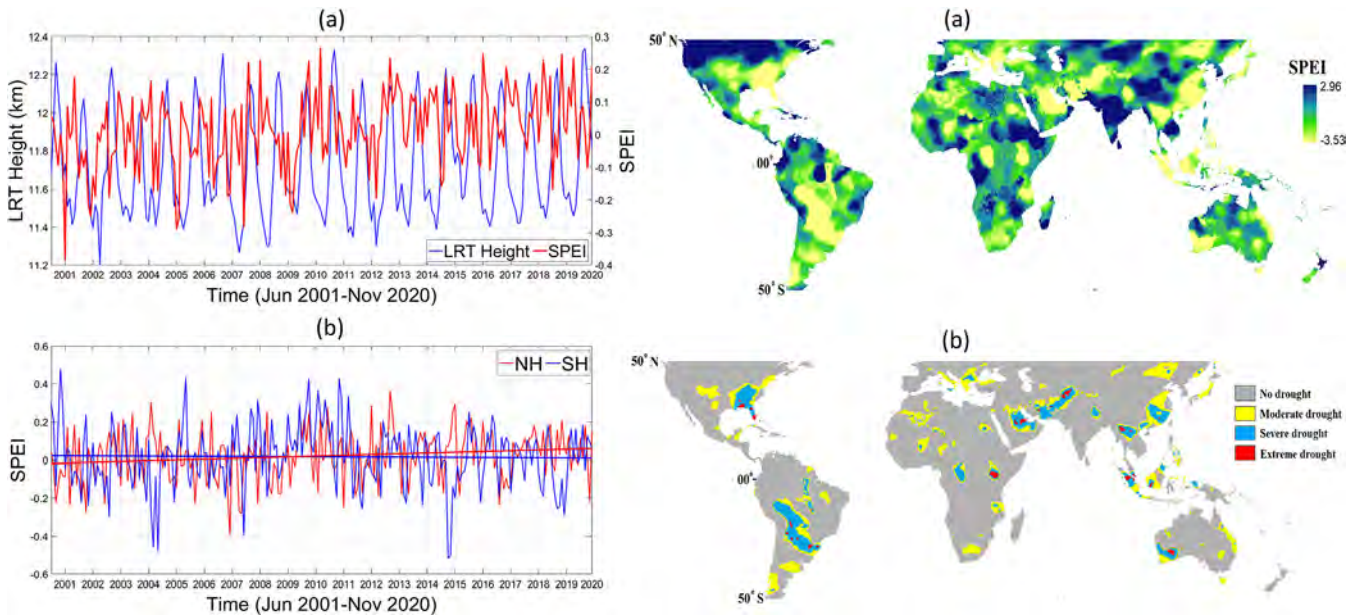 (a)
12.4
12.2
12
11.8
11.6
11.4
11.2
LRT Height (km)
0.3
0.2
0.1
0
-0.1
-0.2
-0.3
-0.4
SPEI
LRT Height SPEI
2001 2002 2004 2005 2006 2007 2008 2009 2010 2011 2012 2013 2014 2015 2016 2017 2018 2019 2020
Time (Jun 2001-Nov 2020)
(a)
50° N
00°
50° S
SPEI
2.96
-3.53
(b)
0.6
0.4
0.2
0
-0.2
-0.4
-0.6
SPEI
NH SH
2001 2002 2004 2005 2006 2007 2008 2009 2010 2011 2012 2013 2014 2015 2016 2017 2018 2019 2020
Time (Jun 2001-Nov 2020)
(b)
50° N
00°
50° S
No drought
Moderate drought
Severe drought
Extreme drought